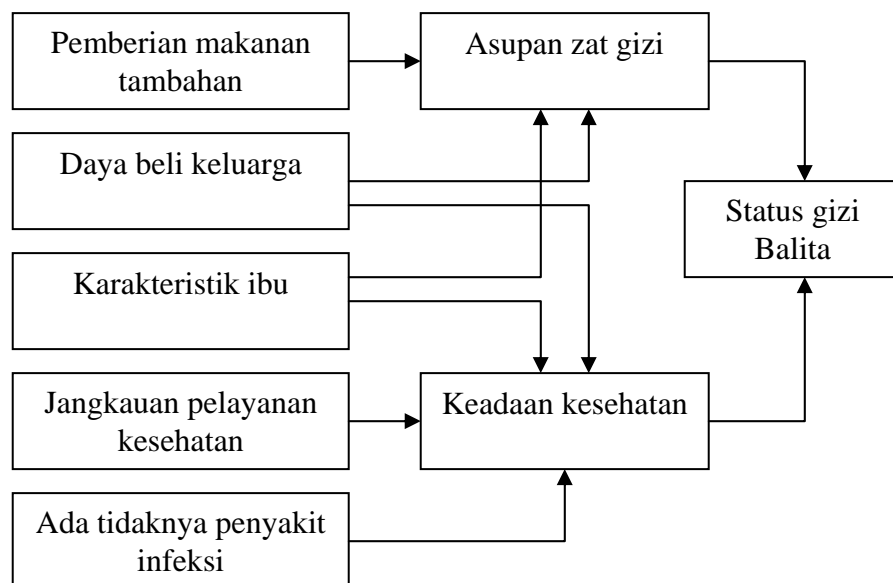 Pemberian makanan
tambahan
Asupan zat gizi
Daya beli keluarga
Status gizi
Balita
Karakteristik ibu
Jangkauan pelayanan
kesehatan
Keadaan kesehatan
Ada tidaknya penyakit
infeksi